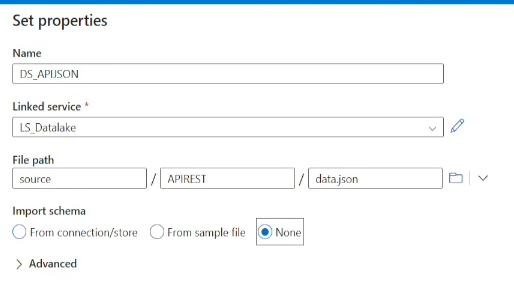 Set properties
Name
DS_APIJSON
Linked service *
LS_Datalake
File path
source / APIREST / data.json
Import schema
From connection/store From sample file None
Advanced